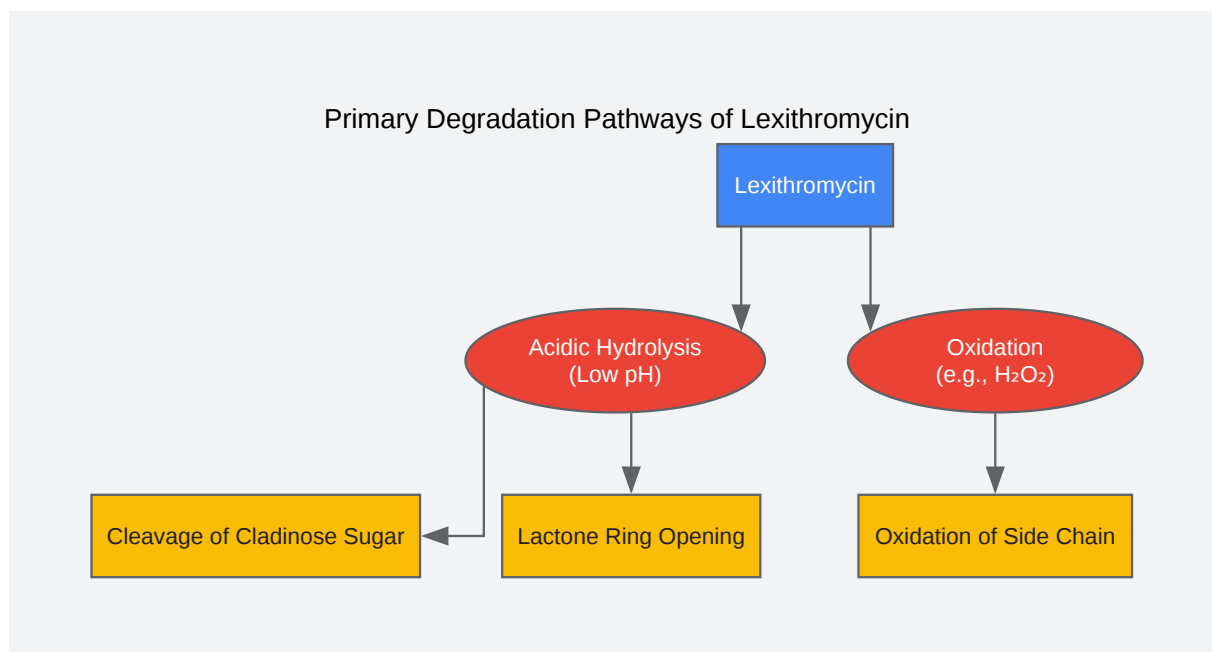 Primary Degradation Pathways of Lexithromycin
Lexithromycin
Acidic Hydrolysis
(Low pH)
Oxidation
(e.g., H₂O₂)
Cleavage of Cladinose Sugar
Lactone Ring Opening
Oxidation of Side Chain